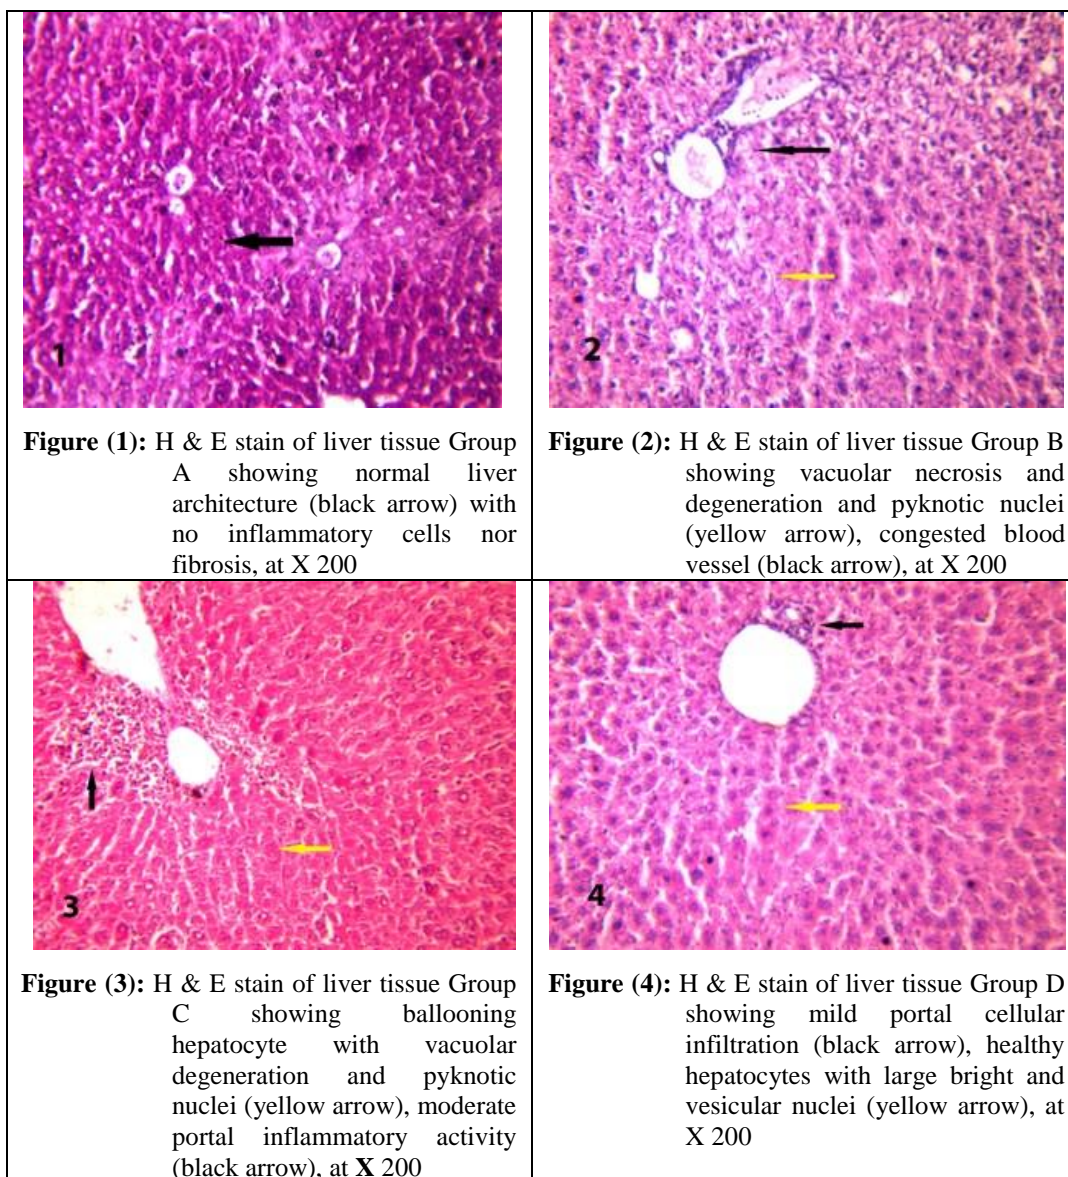 1
Figure (1): H & E stain of liver tissue Group
A showing normal liver
architecture (black arrow) with
no inflammatory cells nor
fibrosis, at X 200
2
Figure (2): H & E stain of liver tissue Group B
showing vacuolar necrosis and
degeneration and pyknotic nuclei
(yellow arrow), congested blood
vessel (black arrow), at X 200
3
Figure (3): H & E stain of liver tissue Group
C showing ballooning
hepatocyte with vacuolar
degeneration and pyknotic
nuclei (yellow arrow), moderate
portal inflammatory activity
(black arrow), at X 200
4
Figure (4): H & E stain of liver tissue Group D
showing mild portal cellular
infiltration (black arrow), healthy
hepatocytes with large bright and
vesicular nuclei (yellow arrow), at
X 200